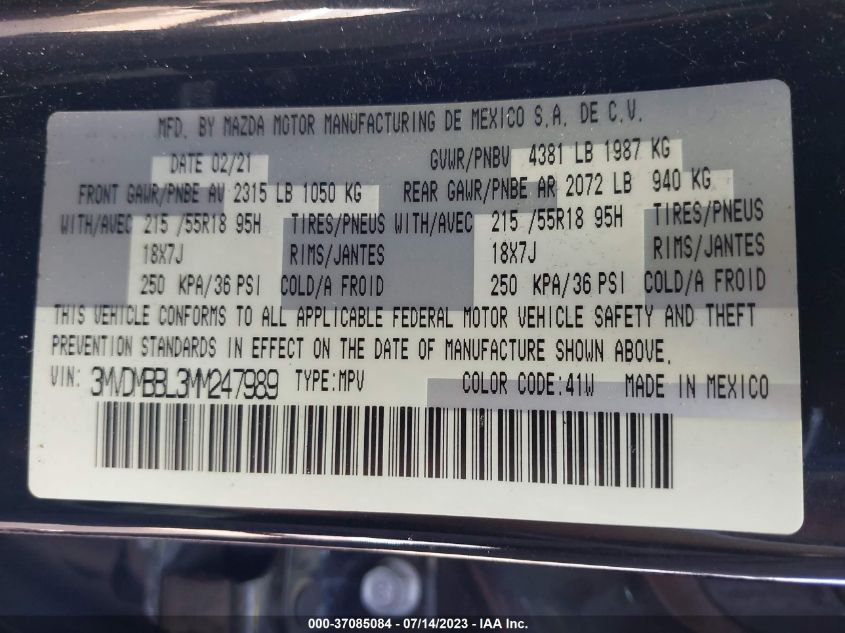 MFD. BY MAZDA MOTOR MANUFACTURING DE MEXICO S.A. DE C.V.
DATE 02/21 GVWR/PNBV 4381 LB 1987 KG
FRONT GAWR/PNBE AV 2315 LB 1050 KG REAR GAWR/PNBE AR 2072 LB 940 KG
WITH/AVEC 215 /55R18 95H TIRES/PNEUS WITH/AVEC 215 /55R18 95H TIRES/PNEUS
18X7J RIMS/JANTES 18X7J RIMS/JANTES
250 KPA/36 PSI COLD/A FROID 250 KPA/36 PSI COLD/A FROID
THIS VEHICLE CONFORMS TO ALL APPLICABLE FEDERAL MOTOR VEHICLE SAFETY AND THEFT
PREVENTION STANDARDS IN EFFECT ON THE DATE OF MANUFACTURE SHOWN ABOVE.
VIN: 3MVDMBBL3MM247989 TYPE:MPV COLOR CODE:41W MADE IN MEXICO
000-37085084 / 07/14/2023 - IAA Inc.